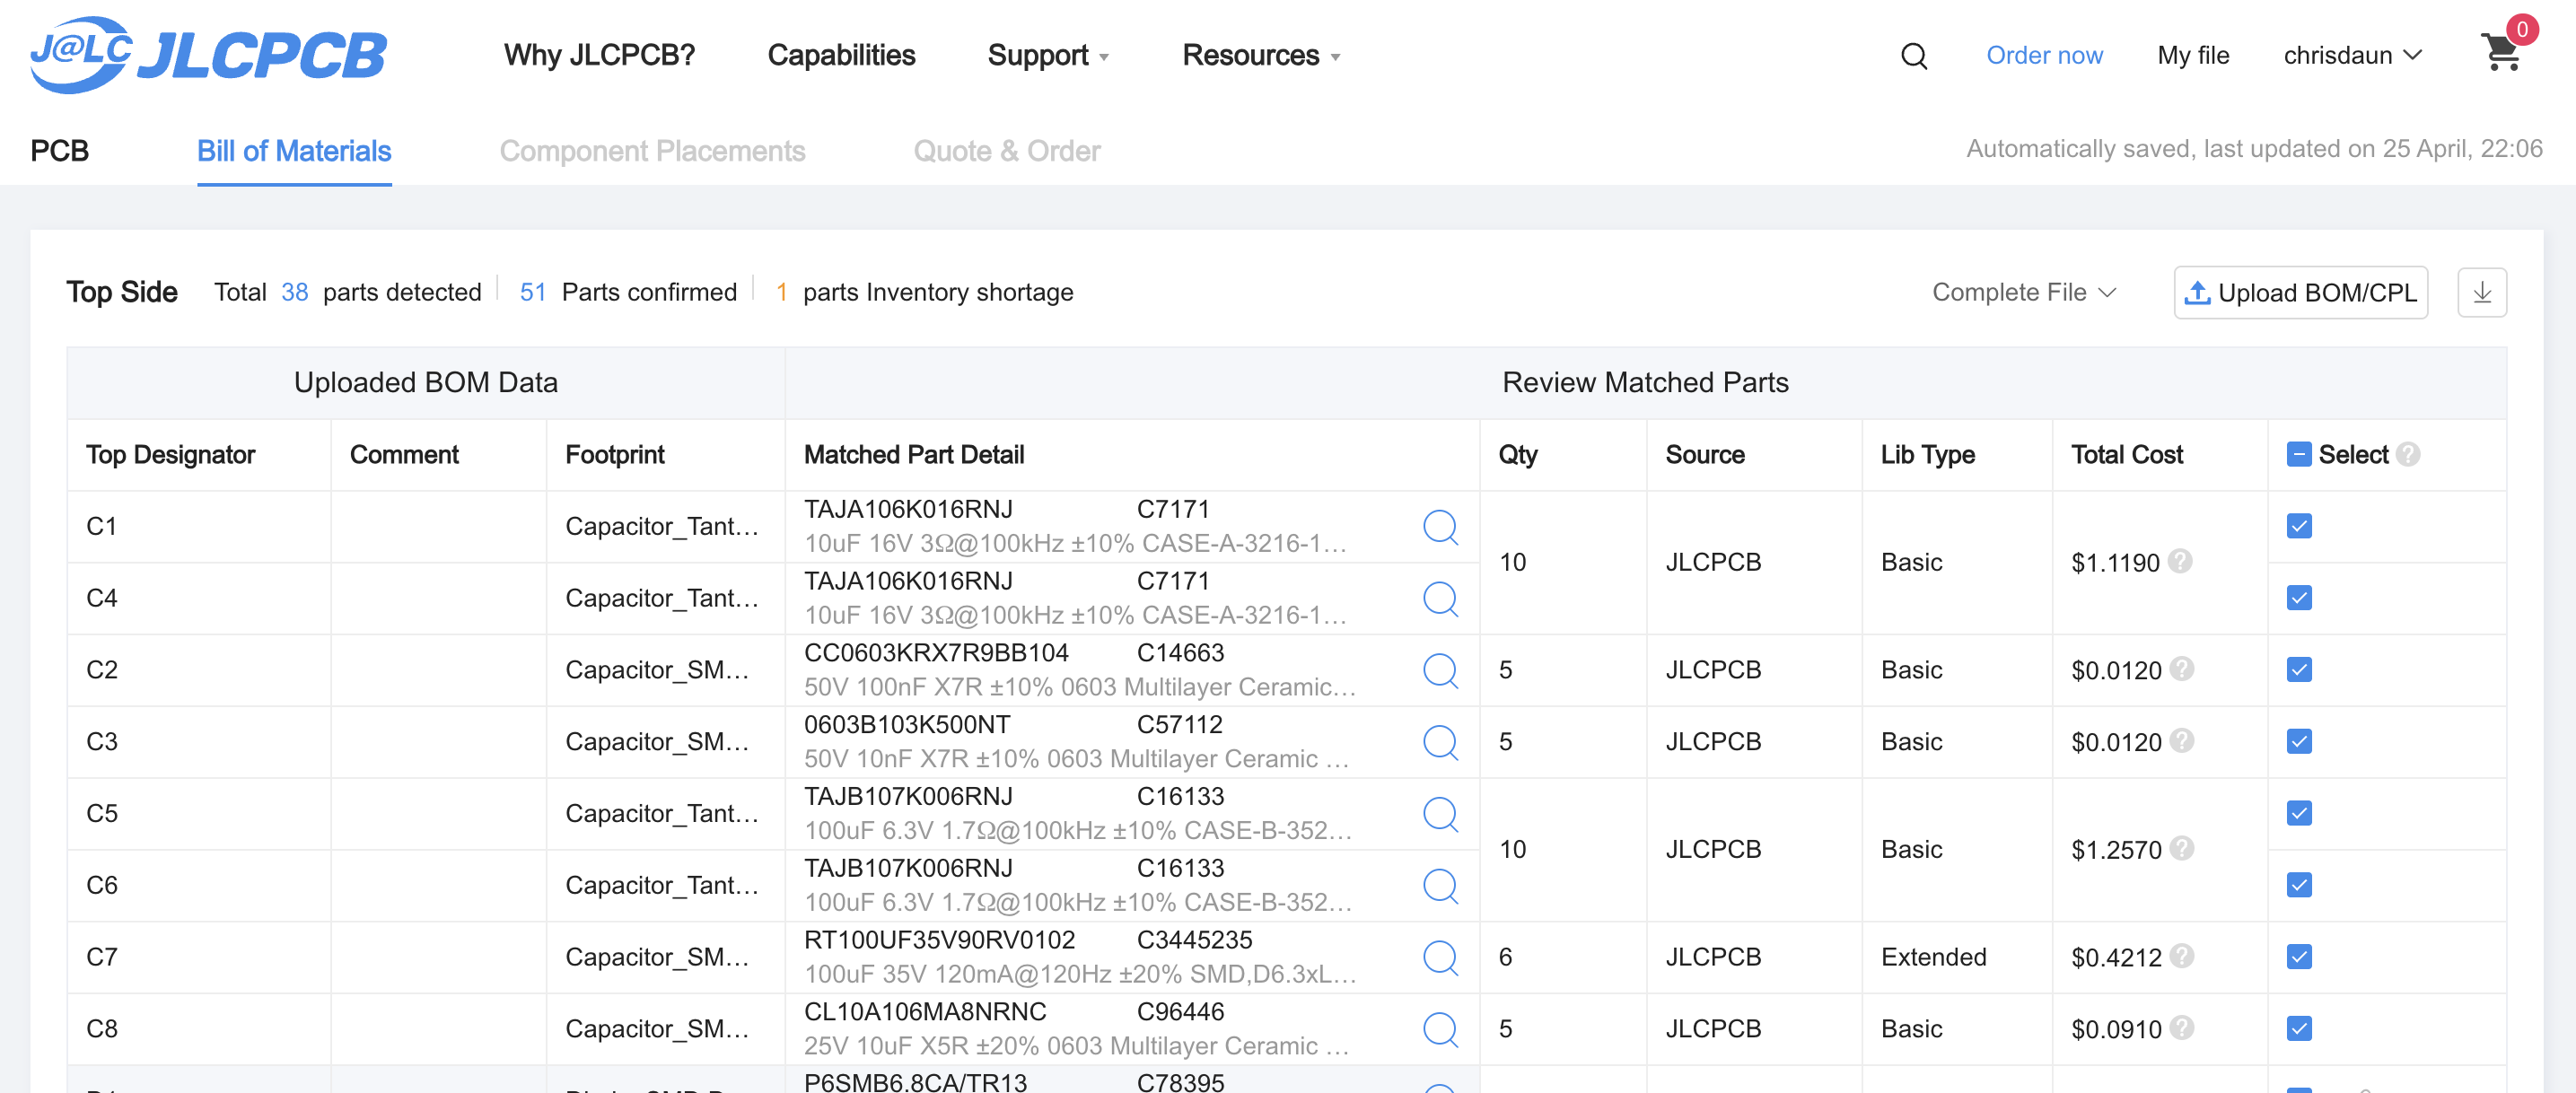 J@LC JLCPCB
Why JLCPCB?
Capabilities
Support
Resources
Order now
My file
chrisdaun
0
PCB
Bill of Materials
Component Placements
Quote & Order
Automatically saved, last updated on 25 April, 22:06
Top Side Total 38 parts detected 51 Parts confirmed 1 parts Inventory shortage
Complete File
Upload BOM/CPL
Uploaded BOM Data Review Matched Parts
Top Designator Comment Footprint Matched Part Detail Qty Source Lib Type Total Cost Select ?
C1 Capacitor_Tant... TAJA106K016RNJ C7171
10uF 16V 3Ω@100kHz ±10% CASE-A-3216-1...
10 JLCPCB Basic $1.1190 ?
C4 Capacitor_Tant... TAJA106K016RNJ C7171
10uF 16V 3Ω@100kHz ±10% CASE-A-3216-1...
C2 Capacitor_SM... CC0603KRX7R9BB104 C14663
50V 100nF X7R ±10% 0603 Multilayer Ceramic...
5 JLCPCB Basic $0.0120 ?
C3 Capacitor_SM... 0603B103K500NT C57112
50V 10nF X7R ±10% 0603 Multilayer Ceramic ...
5 JLCPCB Basic $0.0120 ?
C5 Capacitor_Tant... TAJB107K006RNJ C16133
100uF 6.3V 1.7Ω@100kHz ±10% CASE-B-352...
10 JLCPCB Basic $1.2570 ?
C6 Capacitor_Tant... TAJB107K006RNJ C16133
100uF 6.3V 1.7Ω@100kHz ±10% CASE-B-352...
C7 Capacitor_SM... RT100UF35V90RV0102 C3445235
100uF 35V 120mA@120Hz ±20% SMD,D6.3xL...
6 JLCPCB Extended $0.4212 ?
C8 Capacitor_SM... CL10A106MA8NRNC C96446
25V 10uF X5R ±20% 0603 Multilayer Ceramic ...
5 JLCPCB Basic $0.0910 ?
P6SMB6.8CA/TR13 C78395